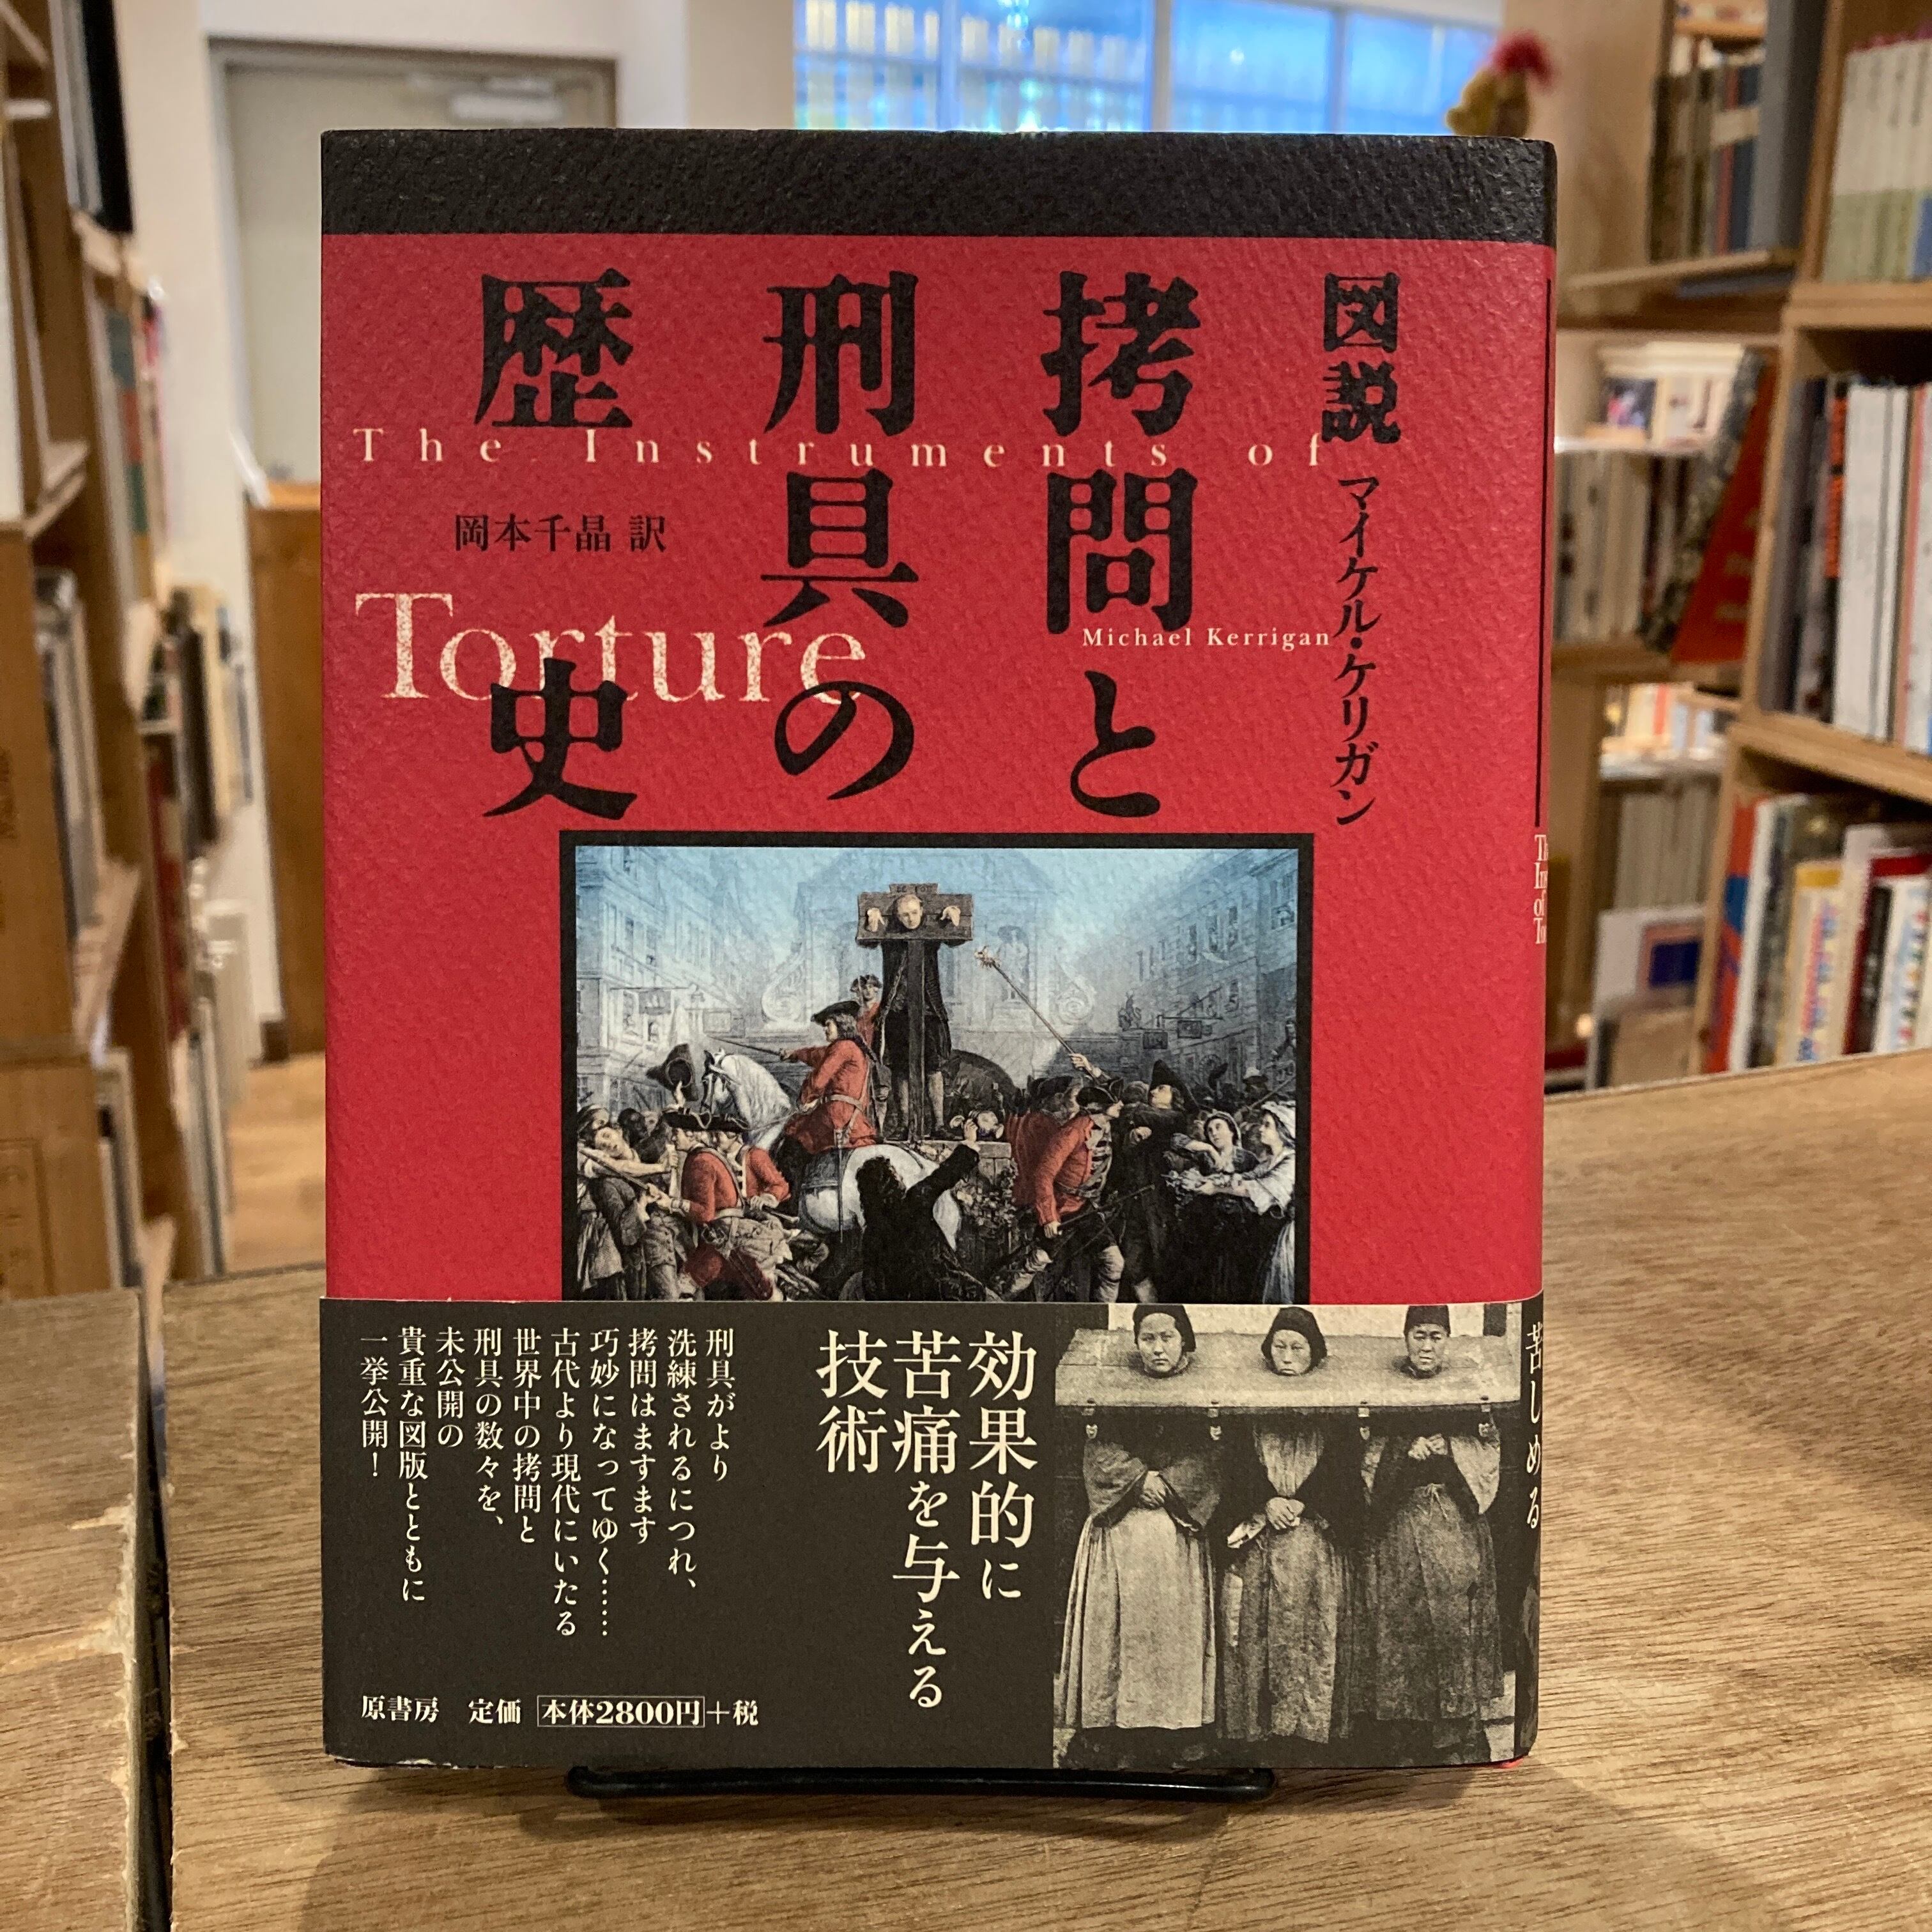 図説
マイケル・ケリガン
拷問と
刑具の
歴史
The Instruments of
Torture
Michael Kerrigan
岡本千晶 訳
効果的に
苦痛を与える
技術
刑具がより
洗練されるにつれ、
拷問はますます
巧妙になってゆく……
古代より現代にいたる
世界中の拷問と
刑具の数々を、
未公開の
貴重な図版とともに
一挙公開！
原書房 定価 本体2800円＋税
苦しめる